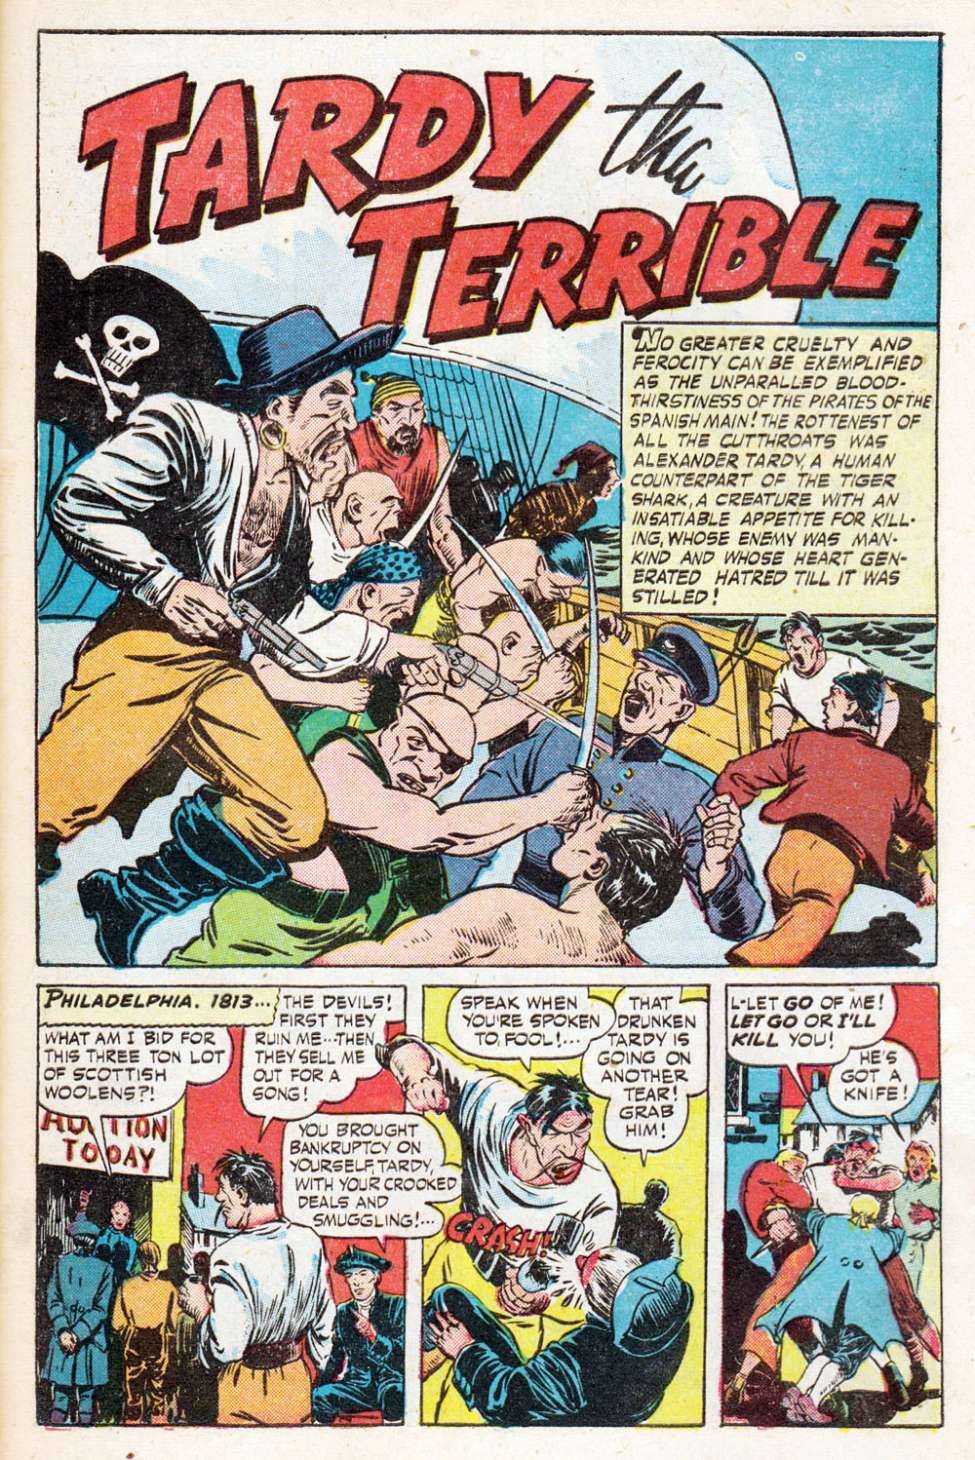 TARDY the
TERRIBLE
NO GREATER CRUELTY AND
FEROCITY CAN BE EXEMPLIFIED
AS THE UNPARALLED BLOOD-
THIRSTINESS OF THE PIRATES OF THE
SPANISH MAIN! THE ROTTENEST OF
ALL THE CUTTHROATS WAS
ALEXANDER TARDY, A HUMAN
COUNTERPART OF THE TIGER
SHARK, A CREATURE WITH AN
INSATIABLE APPETITE FOR KILL-
ING, WHOSE ENEMY WAS MAN-
KIND AND WHOSE HEART GEN-
ERATED HATRED TILL IT WAS
STILLED!
PHILADELPHIA. 1813...
WHAT AM I BID FOR
THIS THREE TON LOT
OF SCOTTISH
WOOLENS?!
THE DEVILS!
FIRST THEY
RUIN ME...THEN
THEY SELL ME
OUT FOR A
SONG!
YOU BROUGHT
BANKRUPTCY ON
YOURSELF, TARDY,
WITH YOUR CROOKED
DEALS AND
SMUGGLING!...
AUCTION
TODAY
SPEAK WHEN
YOU'RE SPOKEN
TO, FOOL!...
THAT
DRUNKEN
TARDY IS
GOING ON
ANOTHER
TEAR!
GRAB
HIM!
CRASH!
L-LET GO OF ME!
LET GO OR I'LL
KILL YOU!
HE'S
GOT A
KNIFE!